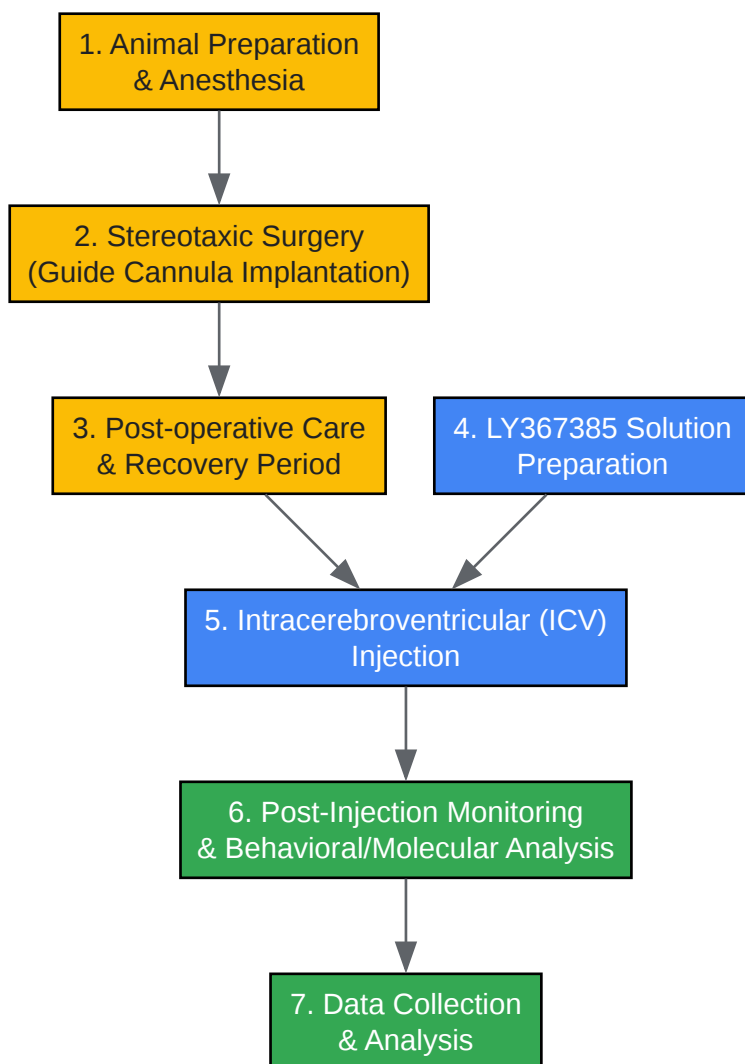 1. Animal Preparation
& Anesthesia
2. Stereotaxic Surgery
(Guide Cannula Implantation)
3. Post-operative Care
& Recovery Period
4. LY367385 Solution
Preparation
5. Intracerebroventricular (ICV)
Injection
6. Post-Injection Monitoring
& Behavioral/Molecular Analysis
7. Data Collection
& Analysis